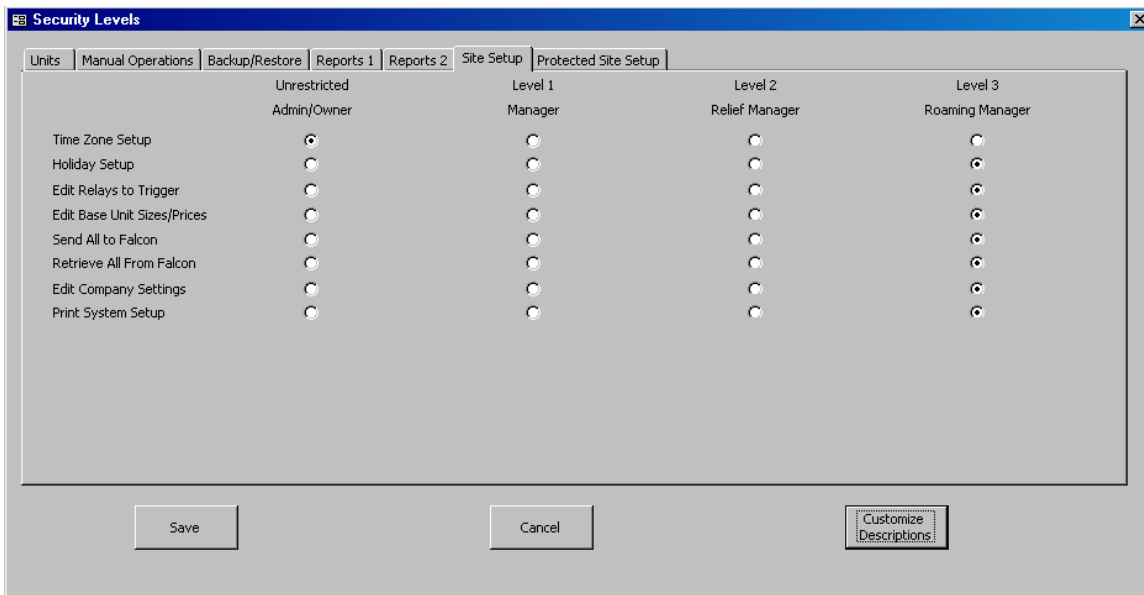 Security Levels
Units Manual Operations Backup/Restore Reports 1 Reports 2 Site Setup Protected Site Setup
Unrestricted Level 1 Level 2 Level 3
Admin/Owner Manager Relief Manager Roaming Manager
Time Zone Setup
Holiday Setup
Edit Relays to Trigger
Edit Base Unit Sizes/Prices
Send All to Falcon
Retrieve All From Falcon
Edit Company Settings
Print System Setup
Save Cancel Customize
Descriptions